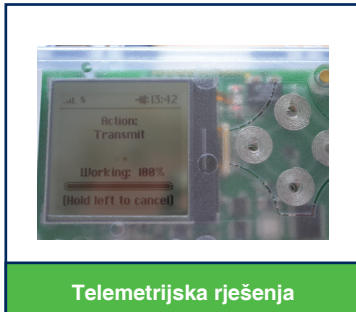 13:42
Action:
Transmit
Working: 100%
(Hold left to cancel)
Telemetrijska rješenja